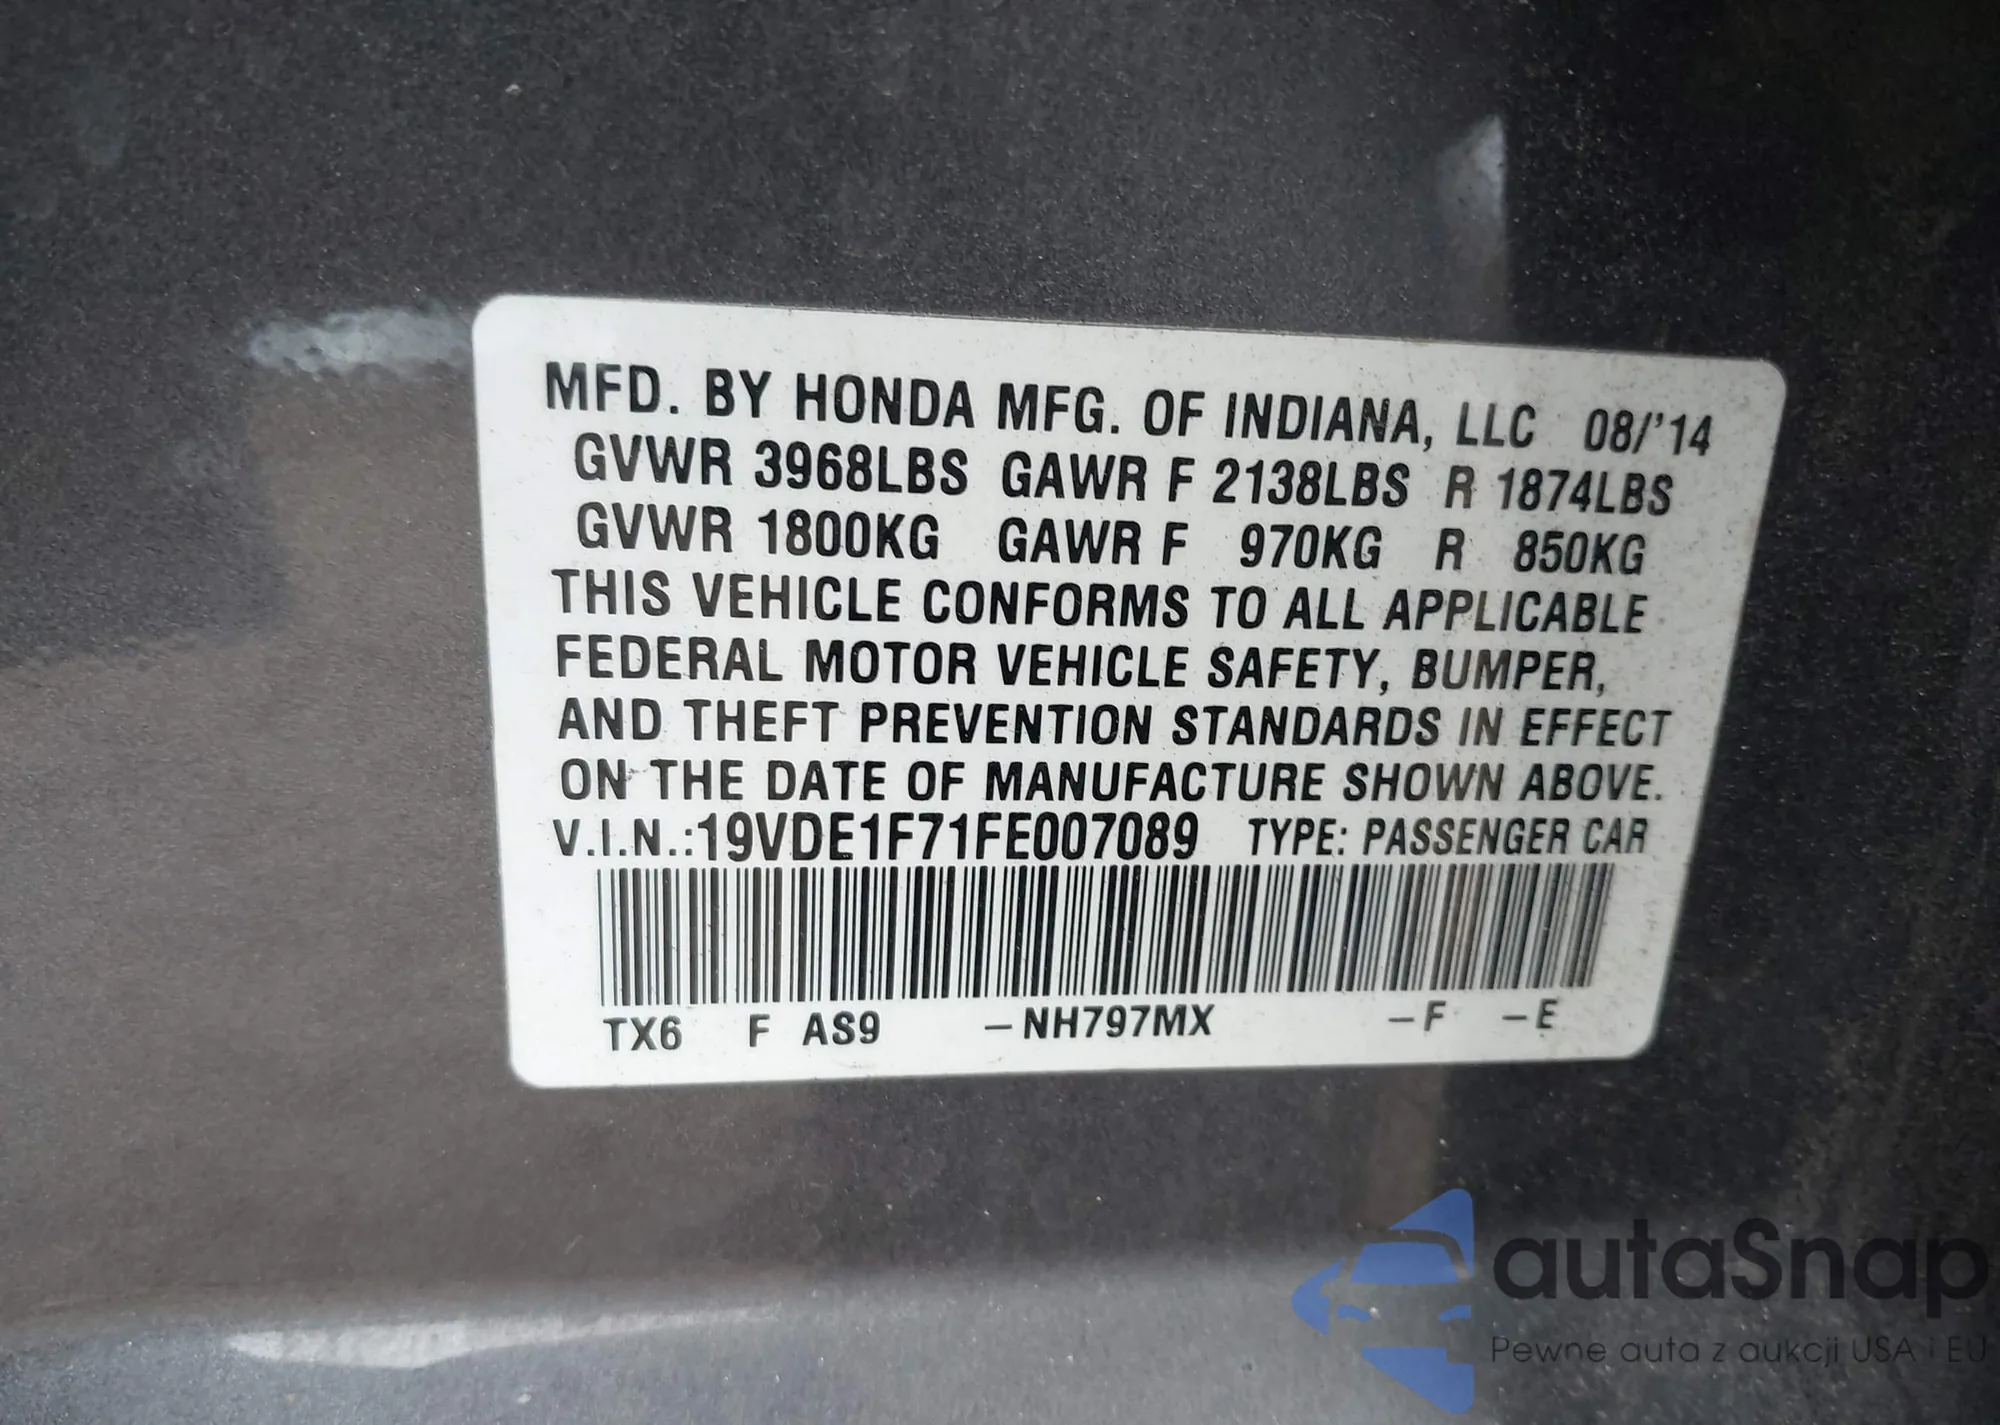 MFD. BY HONDA MFG. OF INDIANA, LLC 08/'14
GVWR 3968LBS GAWR F 2138LBS R 1874LBS
GVWR 1800KG GAWR F 970KG R 850KG
THIS VEHICLE CONFORMS TO ALL APPLICABLE
FEDERAL MOTOR VEHICLE SAFETY, BUMPER,
AND THEFT PREVENTION STANDARDS IN EFFECT
ON THE DATE OF MANUFACTURE SHOWN ABOVE.
V.I.N.:19VDE1F71FE007089 TYPE: PASSENGER CAR
TX6 F AS9 –NH797MX –F –E
autaSnap
Pewne auta z aukcji USA i EU